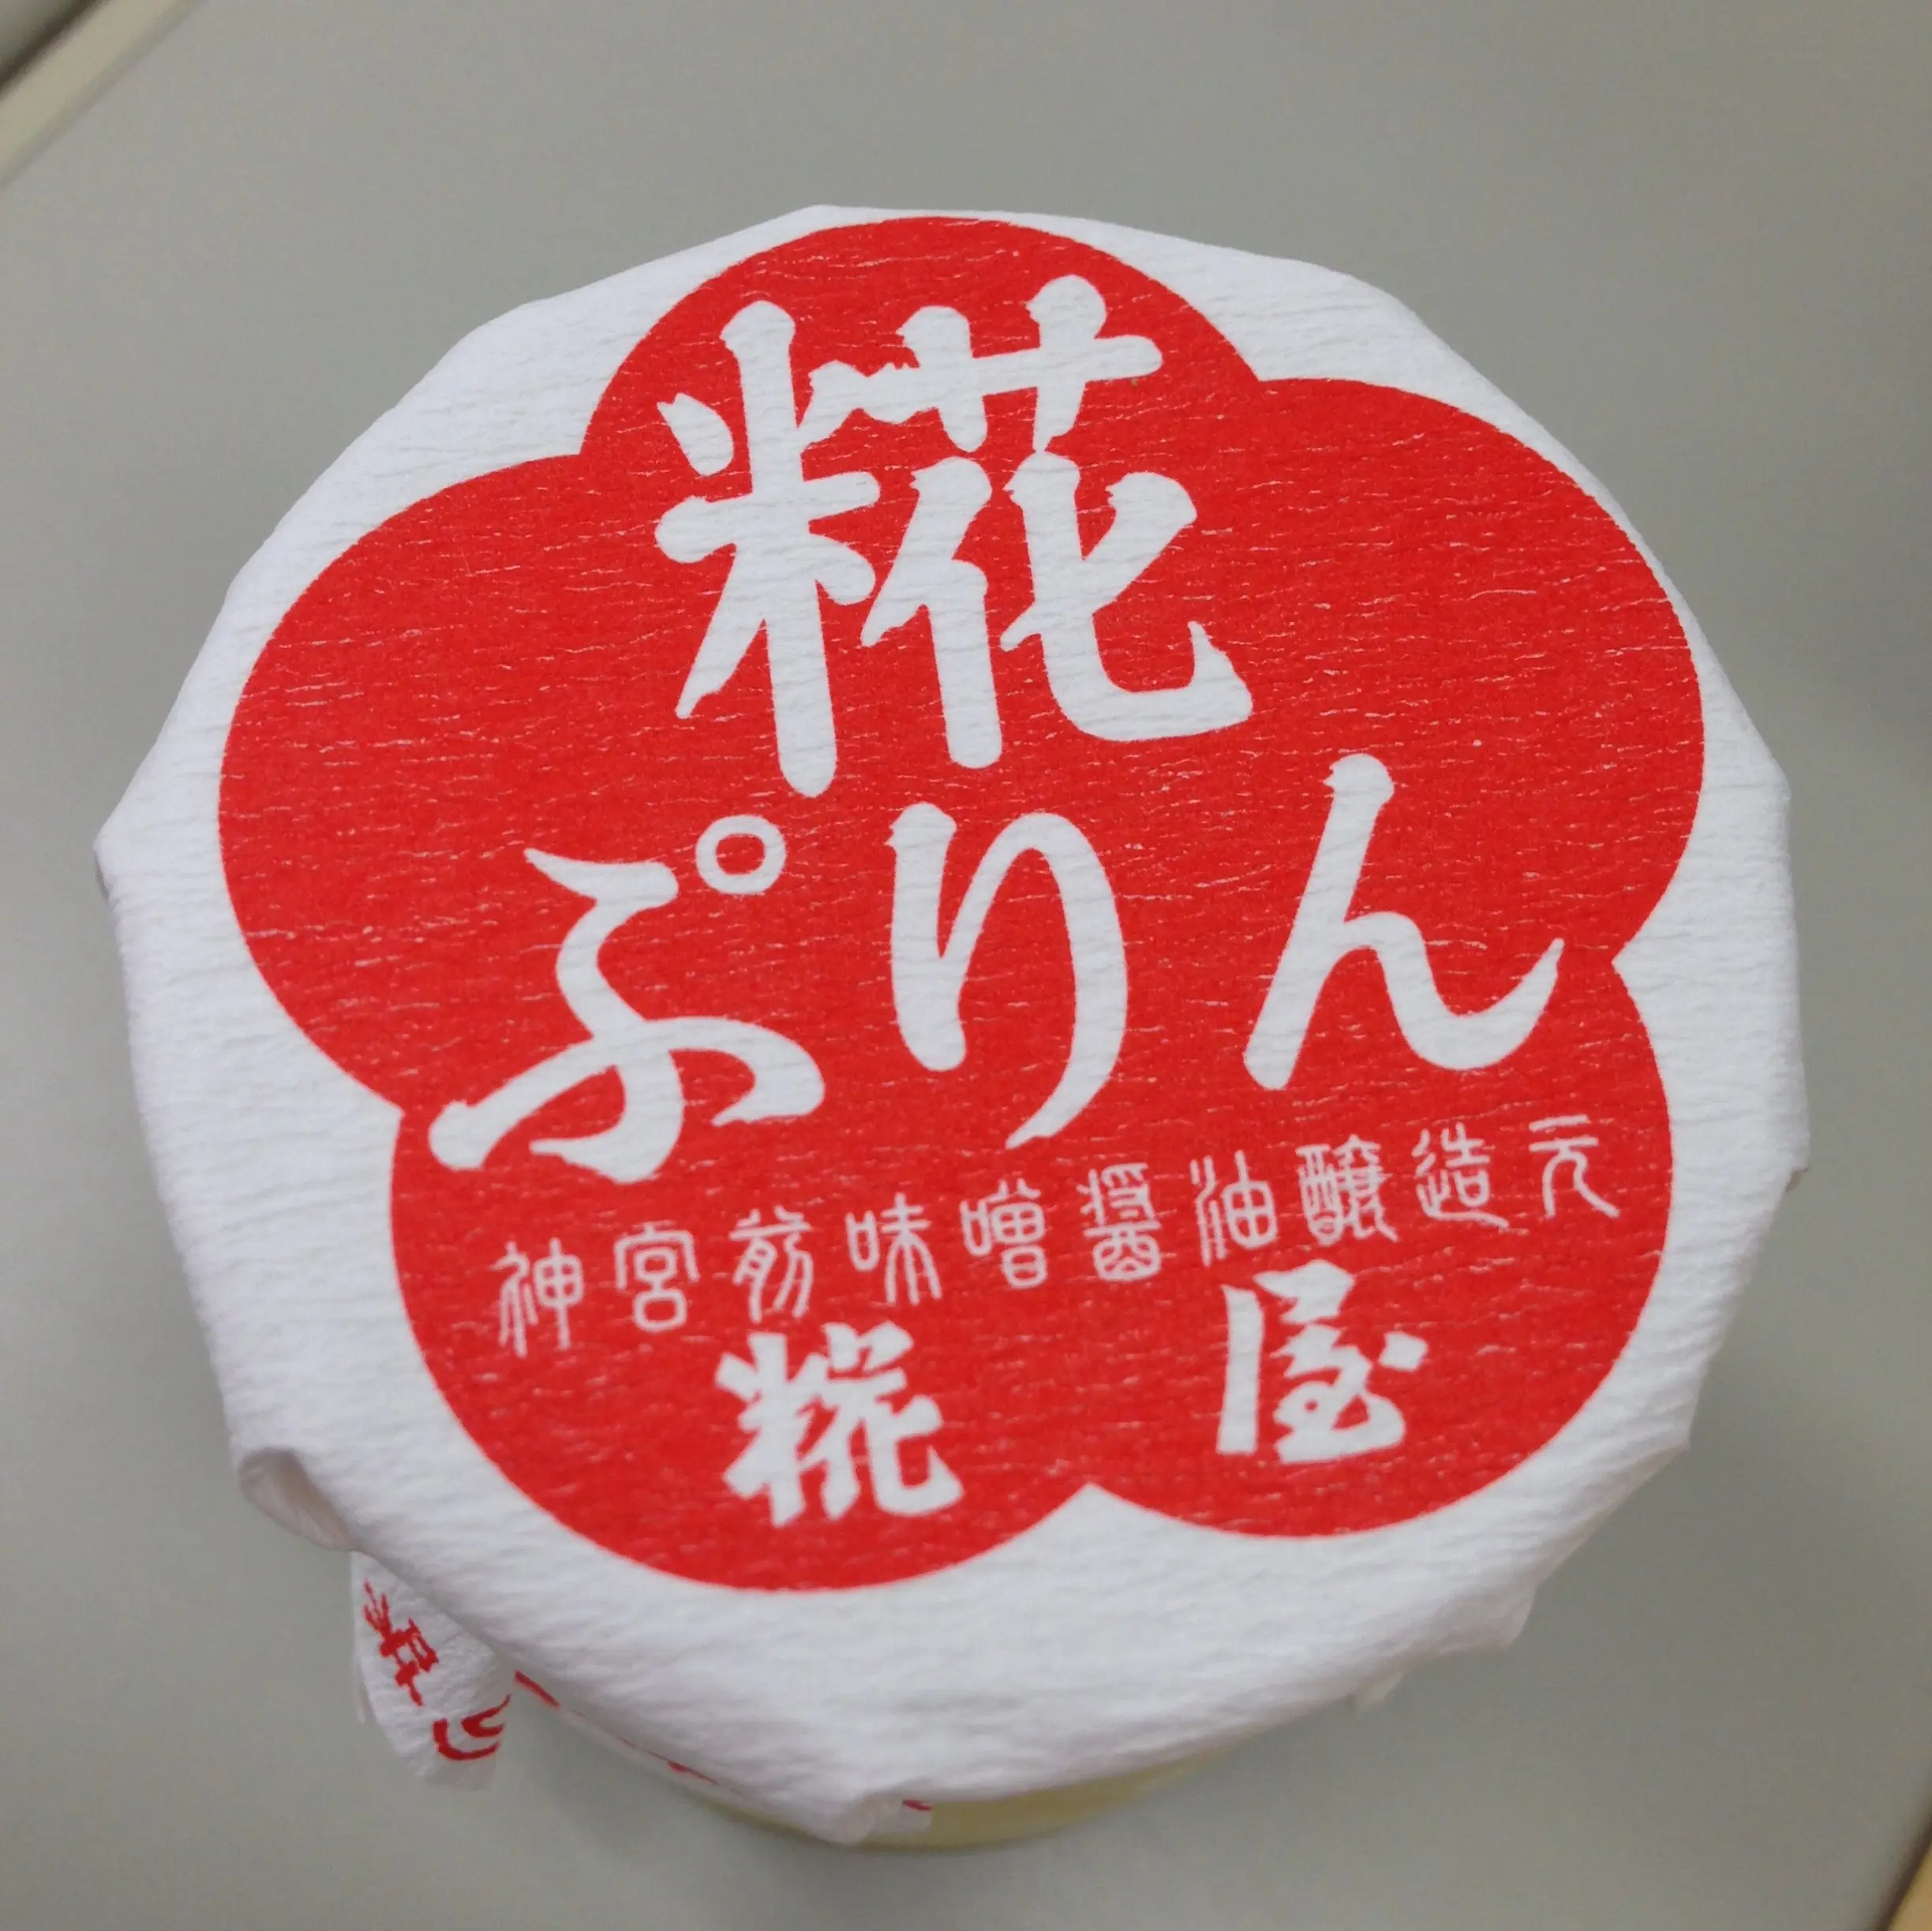 糀
ぷりん
神宮前味噌醤油醸造元
糀屋